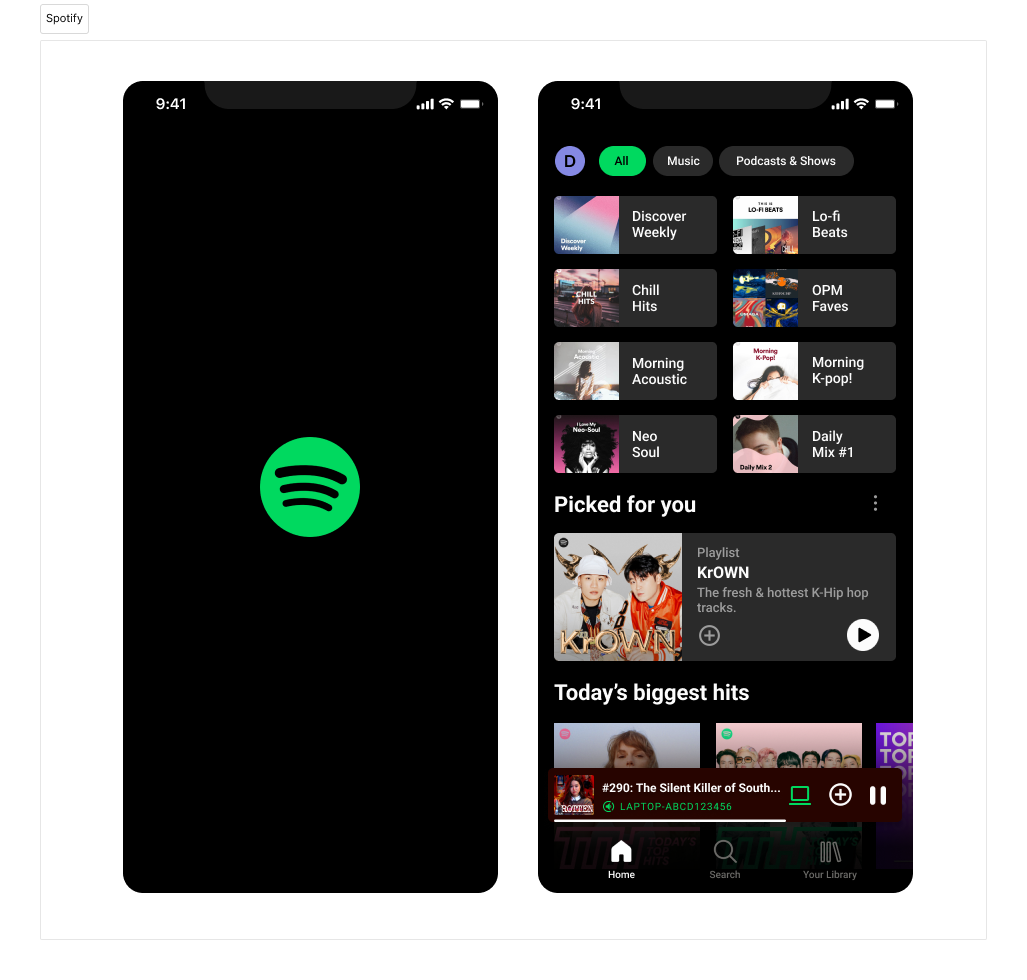 Spotify
9:41
9:41
D
All
Music
Podcasts & Shows
Discover
Weekly
Discover
Weekly
THIS IS
LO-FI BEATS
CHILL
Lo-fi
Beats
CHILL
HITS
Chill
Hits
OPM
Faves
Morning
Acoustic
Morning
Acoustic
Morning
K-Pop!
Morning
K-pop!
I Love My
Neo-Soul
Neo
Soul
Daily Mix 2
Daily
Mix #1
Picked for you
KrOWN
Playlist
KrOWN
The fresh & hottest K-Hip hop
tracks.
Today’s biggest hits
TOP
TOP
TOP
ROTTEN
#290: The Silent Killer of South...
LAPTOP-ABCD123456
TODAY'S
TOP
HITS
Home
Search
Your Library